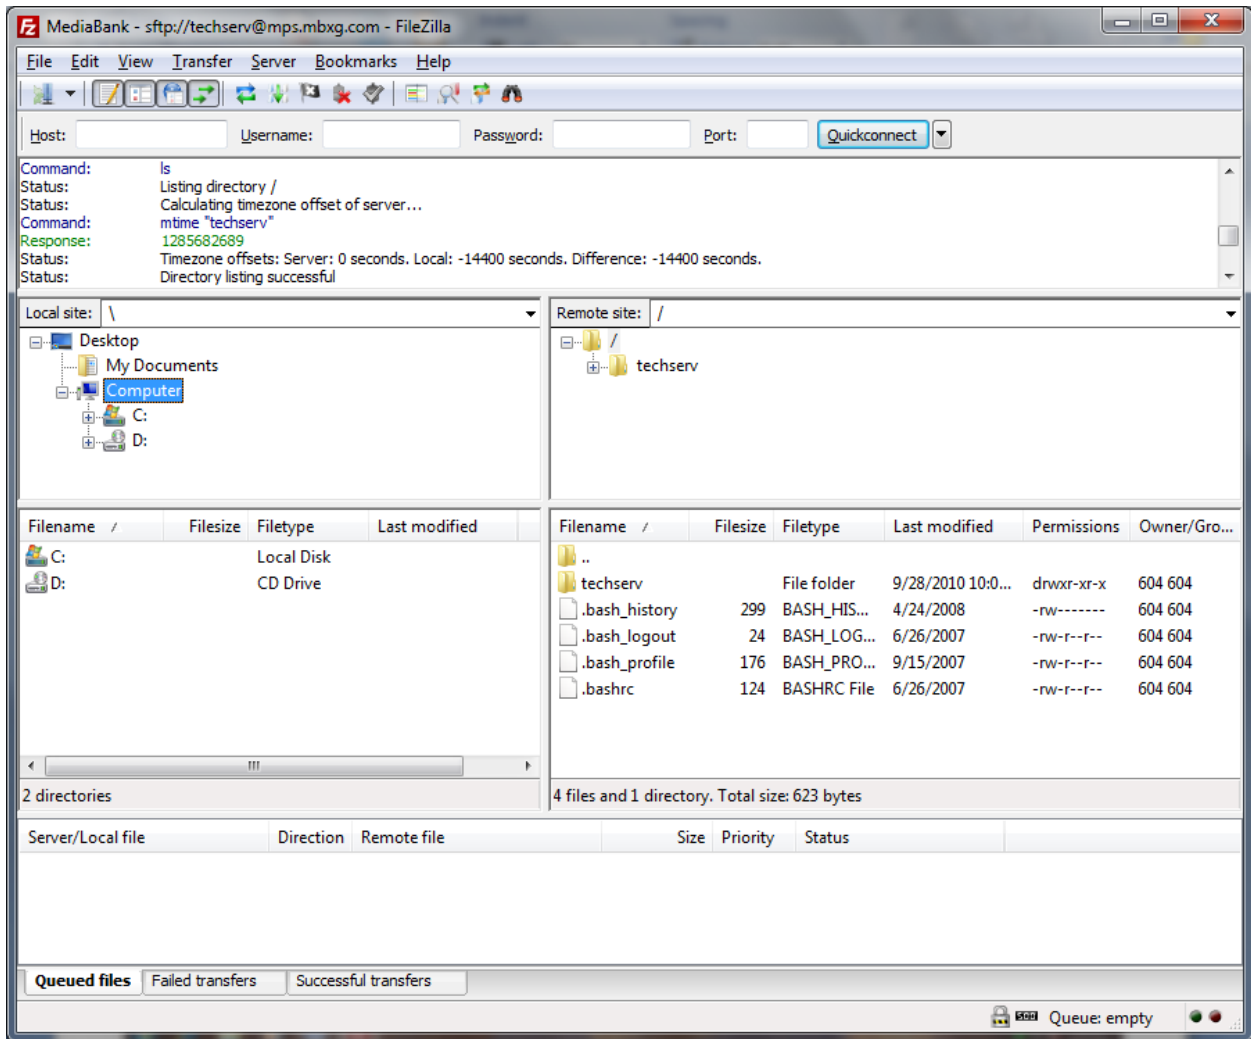 MediaBank - sftp://techserv@mps.mbxg.com - FileZilla
File Edit View Transfer Server Bookmarks Help
Host: Username: Password: Port: Quickconnect
Command: ls
Status: Listing directory /
Status: Calculating timezone offset of server...
Command: mtime "techserv"
Response: 1285682689
Status: Timezone offsets: Server: 0 seconds. Local: -14400 seconds. Difference: -14400 seconds.
Status: Directory listing successful
Local site: \
Desktop
My Documents
Computer
C:
D:
Remote site: /
/
techserv
Filename / Filesize Filetype Last modified
C: Local Disk
D: CD Drive
2 directories
Filename / Filesize Filetype Last modified Permissions Owner/Gro...
..
techserv File folder 9/28/2010 10:0... drwxr-xr-x 604 604
.bash_history 299 BASH_HIS... 4/24/2008 -rw------- 604 604
.bash_logout 24 BASH_LOG... 6/26/2007 -rw-r--r-- 604 604
.bash_profile 176 BASH_PRO... 9/15/2007 -rw-r--r-- 604 604
.bashrc 124 BASHRC File 6/26/2007 -rw-r--r-- 604 604
4 files and 1 directory. Total size: 623 bytes
Server/Local file Direction Remote file Size Priority Status
Queued files Failed transfers Successful transfers
Queue: empty